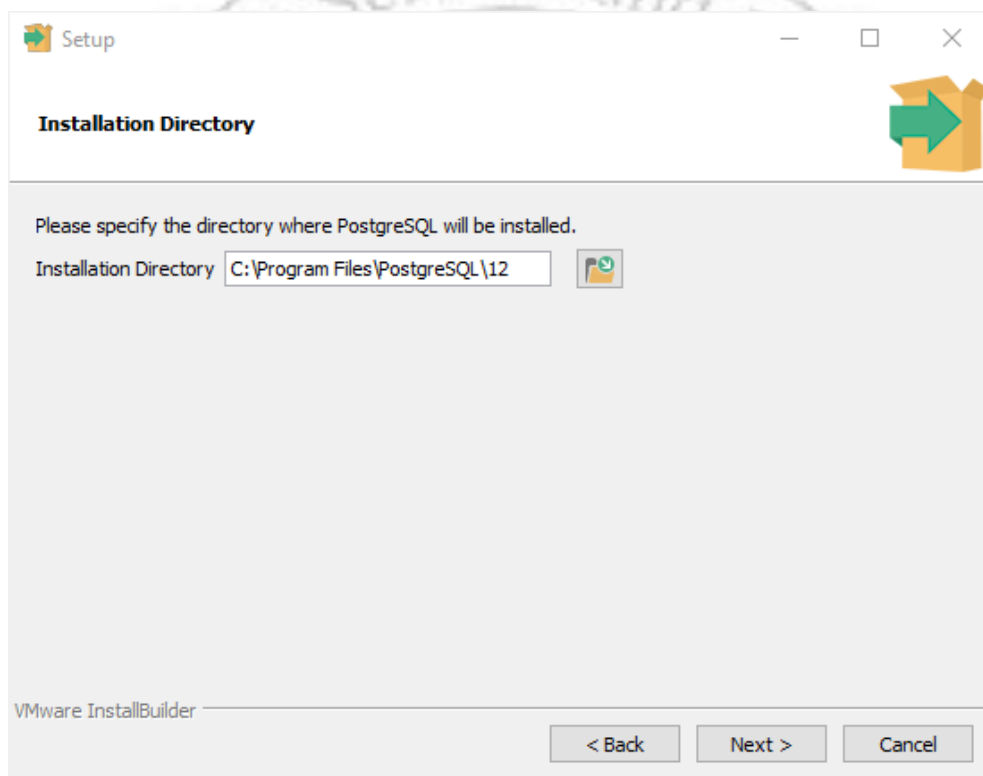 Setup
Installation Directory
Please specify the directory where PostgreSQL will be installed.
Installation Directory C:\Program Files\PostgreSQL\12
VMware InstallBuilder
< Back Next > Cancel